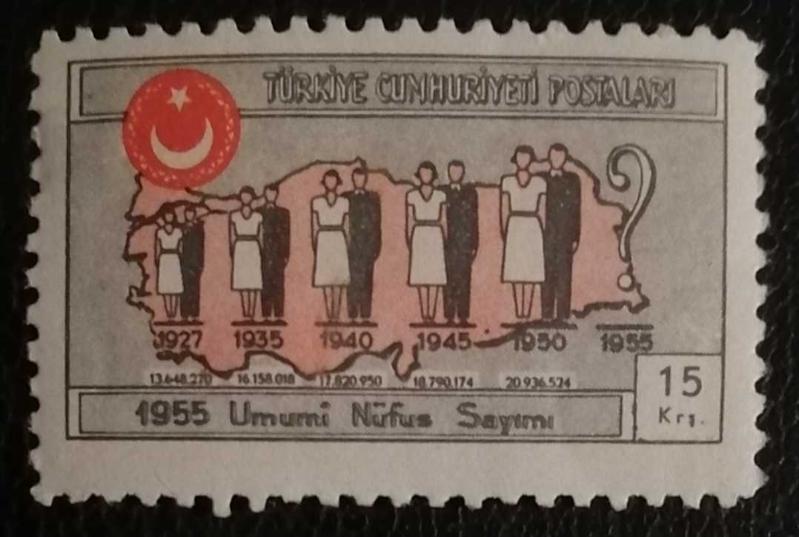 TÜRKİYE CUMHURİYETİ POSTALARI
?
1927 1935 1940 1945 1950 1955
13.648.270 16.158.018 17.820.950 18.790.174 20.936.524
1955 Umumî Nüfus Sayımı
15
Krş.